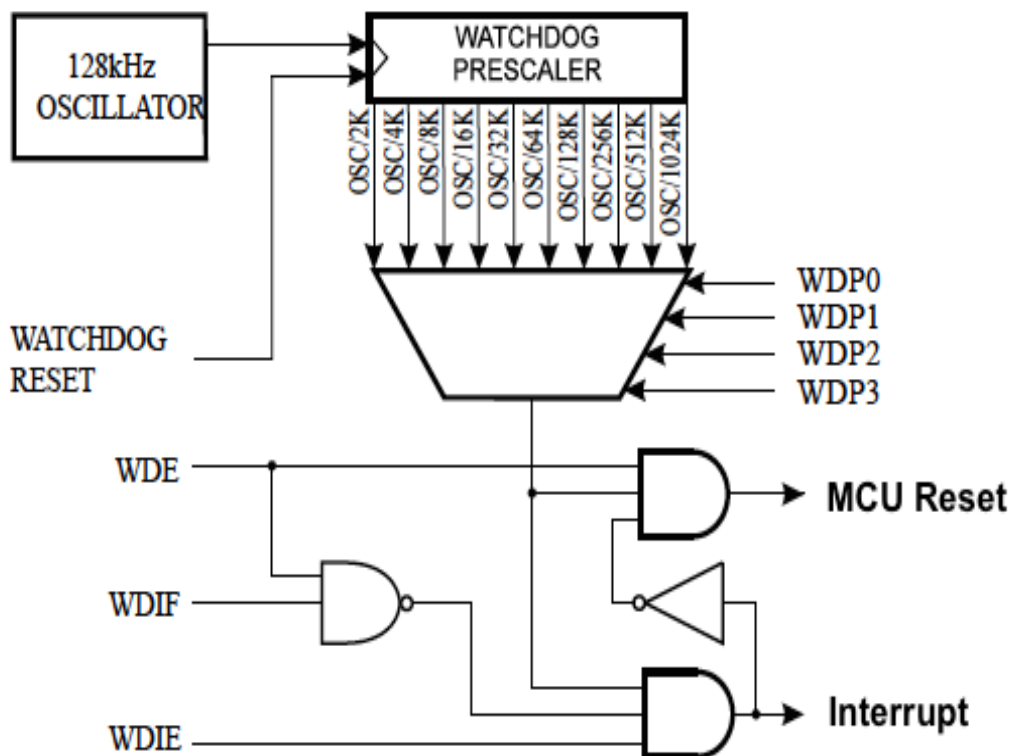 128kHz
OSCILLATOR
WATCHDOG
PRESCALER
OSC/2K
OSC/4K
OSC/8K
OSC/16K
OSC/32K
OSC/64K
OSC/128K
OSC/256K
OSC/512K
OSC/1024K
WDP0
WDP1
WDP2
WDP3
WATCHDOG
RESET
WDE
MCU Reset
WDIF
WDIE
Interrupt